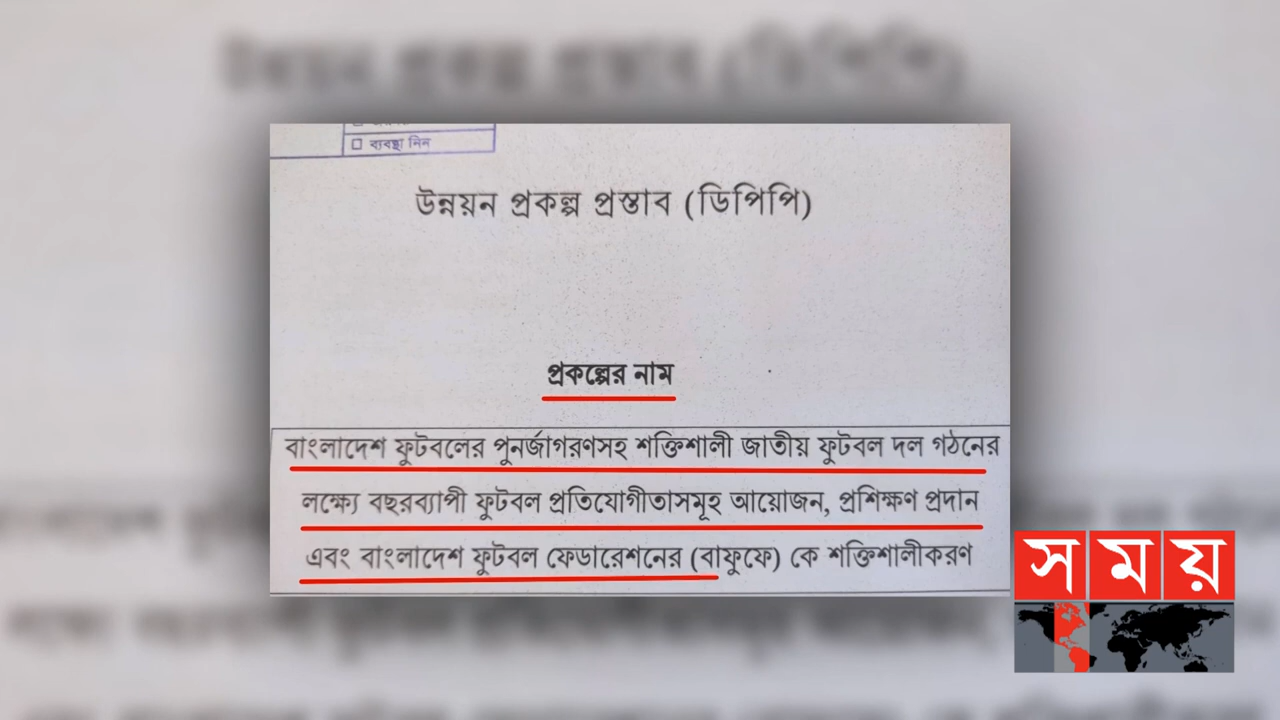 ব্যবস্থা নিন
উন্নয়ন প্রকল্প প্রস্তাব (ডিপিপি)
প্রকল্পের নাম
বাংলাদেশ ফুটবলের পুনর্জাগরণসহ শক্তিশালী জাতীয় ফুটবল দল গঠনের
লক্ষ্যে বছরব্যাপী ফুটবল প্রতিযোগীতাসমূহ আয়োজন, প্রশিক্ষণ প্রদান
এবং বাংলাদেশ ফুটবল ফেডারেশনের (বাফুফে) কে শক্তিশালীকরণ
সময়